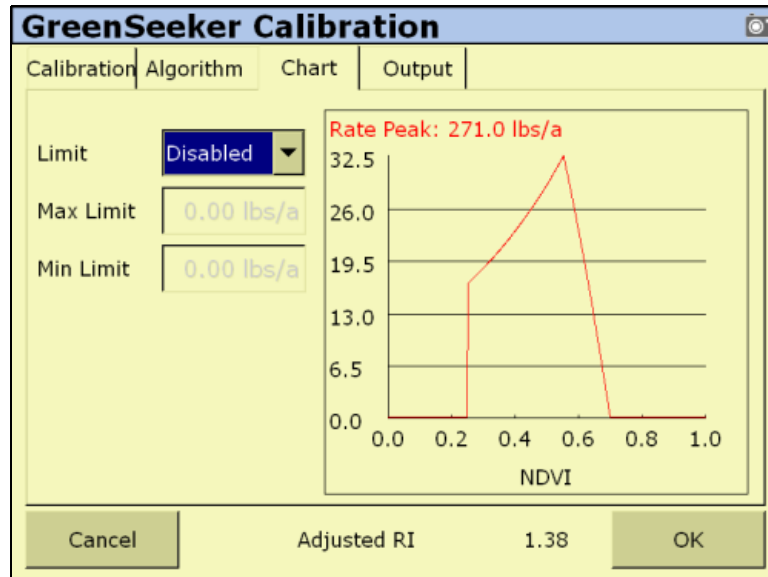 GreenSeeker Calibration
Calibration Algorithm Chart Output
Limit Disabled
Max Limit 0.00 lbs/a
Min Limit 0.00 lbs/a
Rate Peak: 271.0 lbs/a
32.5
26.0
19.5
13.0
6.5
0.0
0.0 0.2 0.4 0.6 0.8 1.0
NDVI
Cancel Adjusted RI 1.38 OK